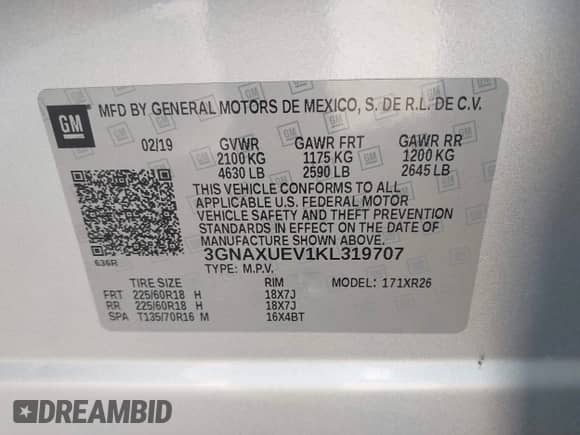 GM
MFD BY GENERAL MOTORS DE MEXICO, S. DE R.L. DE C.V.
02/19 GVWR GAWR FRT GAWR RR
2100 KG 1175 KG 1200 KG
4630 LB 2590 LB 2645 LB
THIS VEHICLE CONFORMS TO ALL
APPLICABLE U.S. FEDERAL MOTOR
VEHICLE SAFETY AND THEFT PREVENTION
STANDARDS IN EFFECT ON THE DATE OF
MANUFACTURE SHOWN ABOVE.
3GNAXUEV1KL319707
636R TYPE: M.P.V.
TIRE SIZE RIM MODEL: 171XR26
FRT 225/60R18 H 18X7J
RR 225/60R18 H 18X7J
SPA T135/70R16 M 16X4BT
DREAMBID